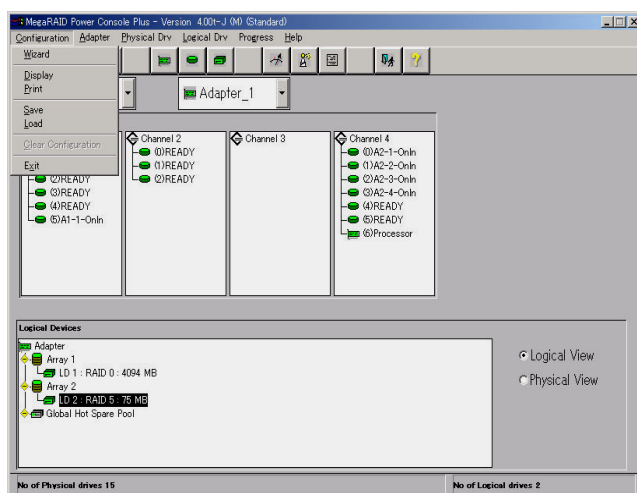 MegaRAID Power Console Plus - Version 4.00t-J (M) (Standard)
Configuration Adapter Physical Drv Logical Drv Progress Help
Wizard
Display
Print
Save
Load
Clear Configuration
Exit
Adapter_1
(2)READY
(3)READY
(4)READY
(5)A1-1-Onln
Channel 2
(0)READY
(1)READY
(2)READY
Channel 3
Channel 4
(0)A2-1-Onln
(1)A2-2-Onln
(2)A2-3-Onln
(3)A2-4-Onln
(4)READY
(5)READY
(6)Processor
Logical Devices
Adapter
Array 1
LD 1 : RAID 0 : 4094 MB
Array 2
LD 2 : RAID 5 : 75 MB
Global Hot Spare Pool
Logical View
Physical View
No of Physical drives 15
No of Logical drives 2